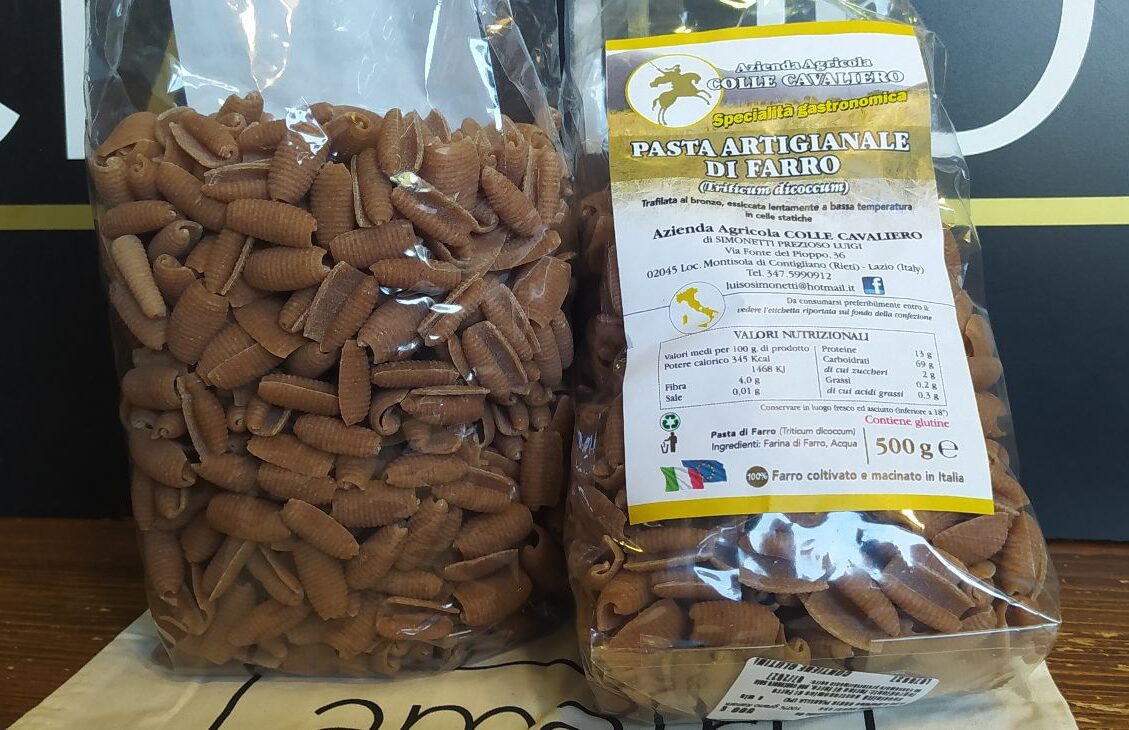 Azienda Agricola
COLLE CAVALIERO
Specialità gastronomica
PASTA ARTIGIANALE
DI FARRO
(Triticum dicoccum)
Trafilata al bronzo, essiccata lentamente a bassa temperatura
in celle statiche
Azienda Agricola COLLE CAVALIERO
di SIMONETTI PREZIOSO LUIGI
Via Fonte del Pioppo, 36
02045 Loc. Montisola di Contigliano (Rieti) - Lazio (Italy)
Tel. 347.5990912
luisosimonetti@hotmail.it f
Da consumarsi preferibilmente entro il:
vedere l'etichetta riportata sul fondo della confezione
VALORI NUTRIZIONALI
Valori medi per 100 g. di prodotto
Potere calorico 345 Kcal
1468 KJ
Fibra 4,0 g
Sale 0,01 g
Proteine 13 g
Carboidrati 69 g
di cui zuccheri 2 g
Grassi 0.2 g
di cui acidi grassi 0.3 g
Conservare in luogo fresco ed asciutto (inferiore a 18°)
Contiene glutine
Pasta di Farro (Triticum dicoccum)
Ingredienti: Farina di Farro, Acqua
500 g e
100% Farro coltivato e macinato in Italia
CONTIENE GLUTINE